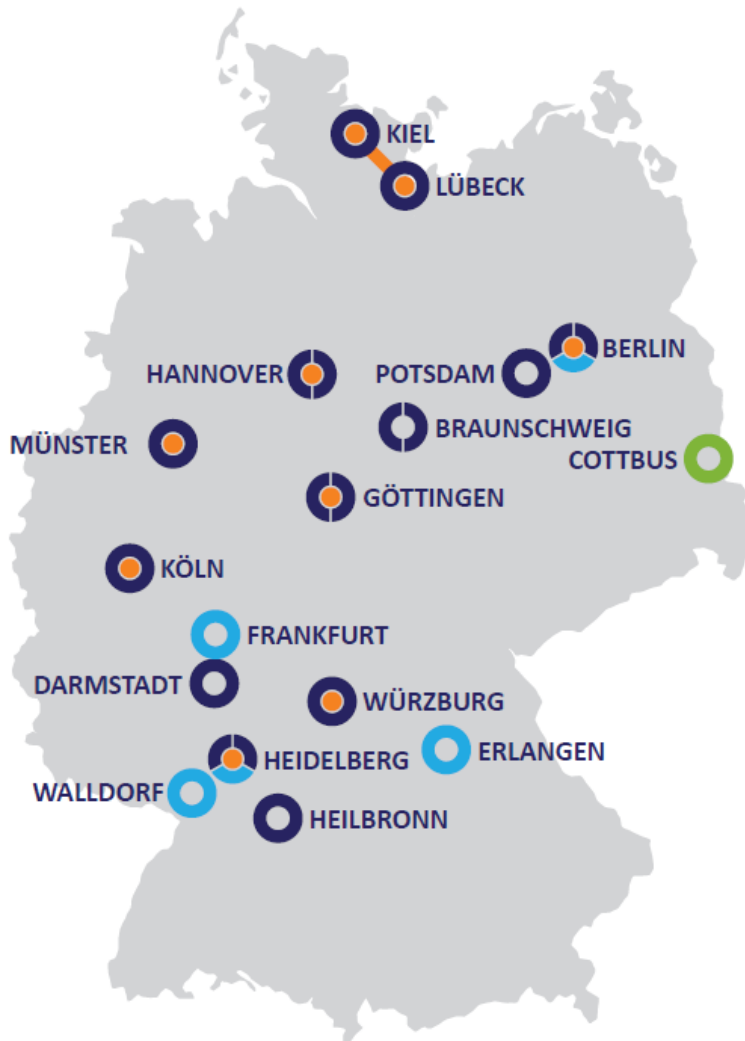 KIEL
LÜBECK
BERLIN
HANNOVER
POTSDAM
BRAUNSCHWEIG
MÜNSTER
COTTBUS
GÖTTINGEN
KÖLN
FRANKFURT
DARMSTADT
WÜRZBURG
ERLANGEN
HEIDELBERG
WALLDORF
HEILBRONN